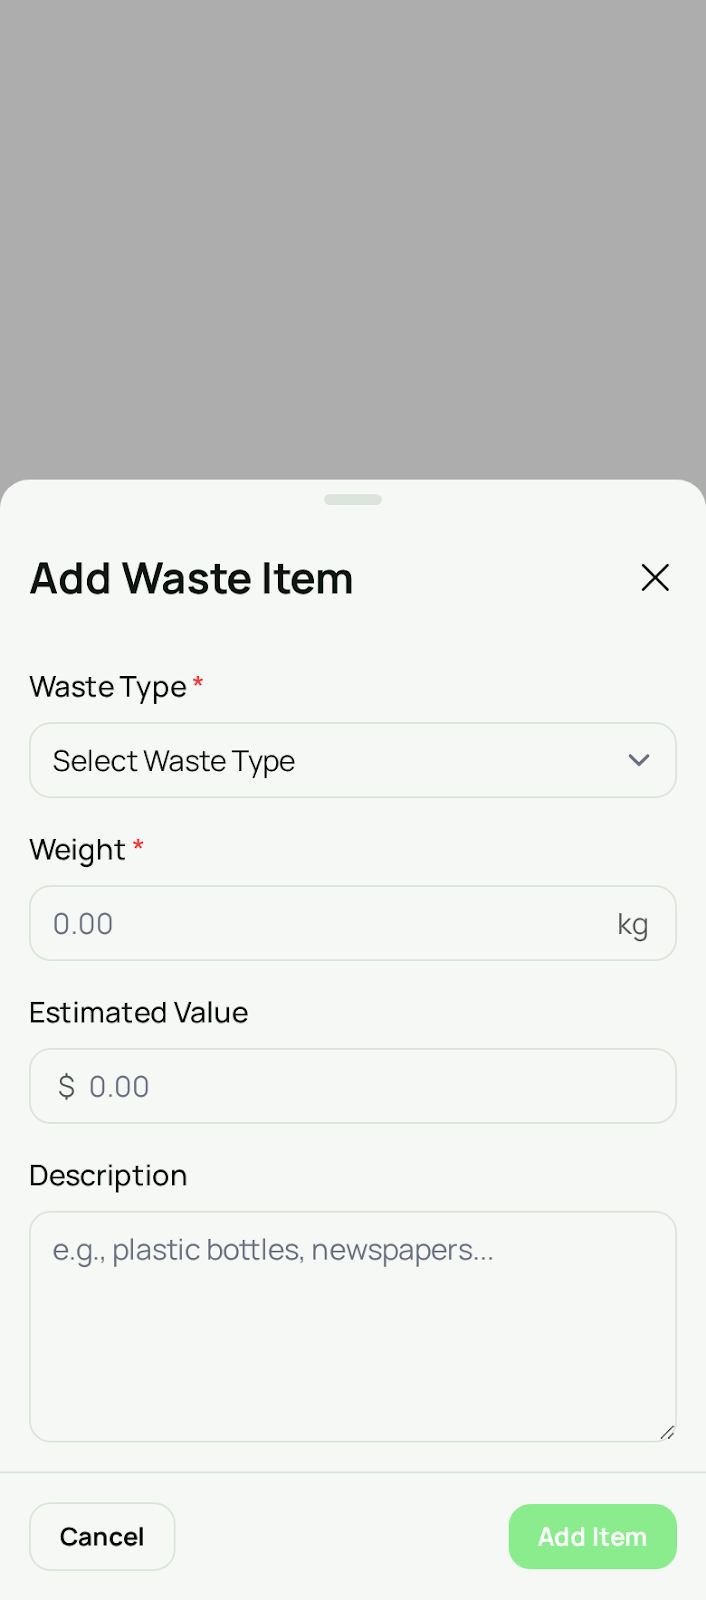 Add Waste Item
Waste Type *
Select Waste Type
Weight *
0.00 kg
Estimated Value
$ 0.00
Description
e.g., plastic bottles, newspapers...
Cancel Add Item